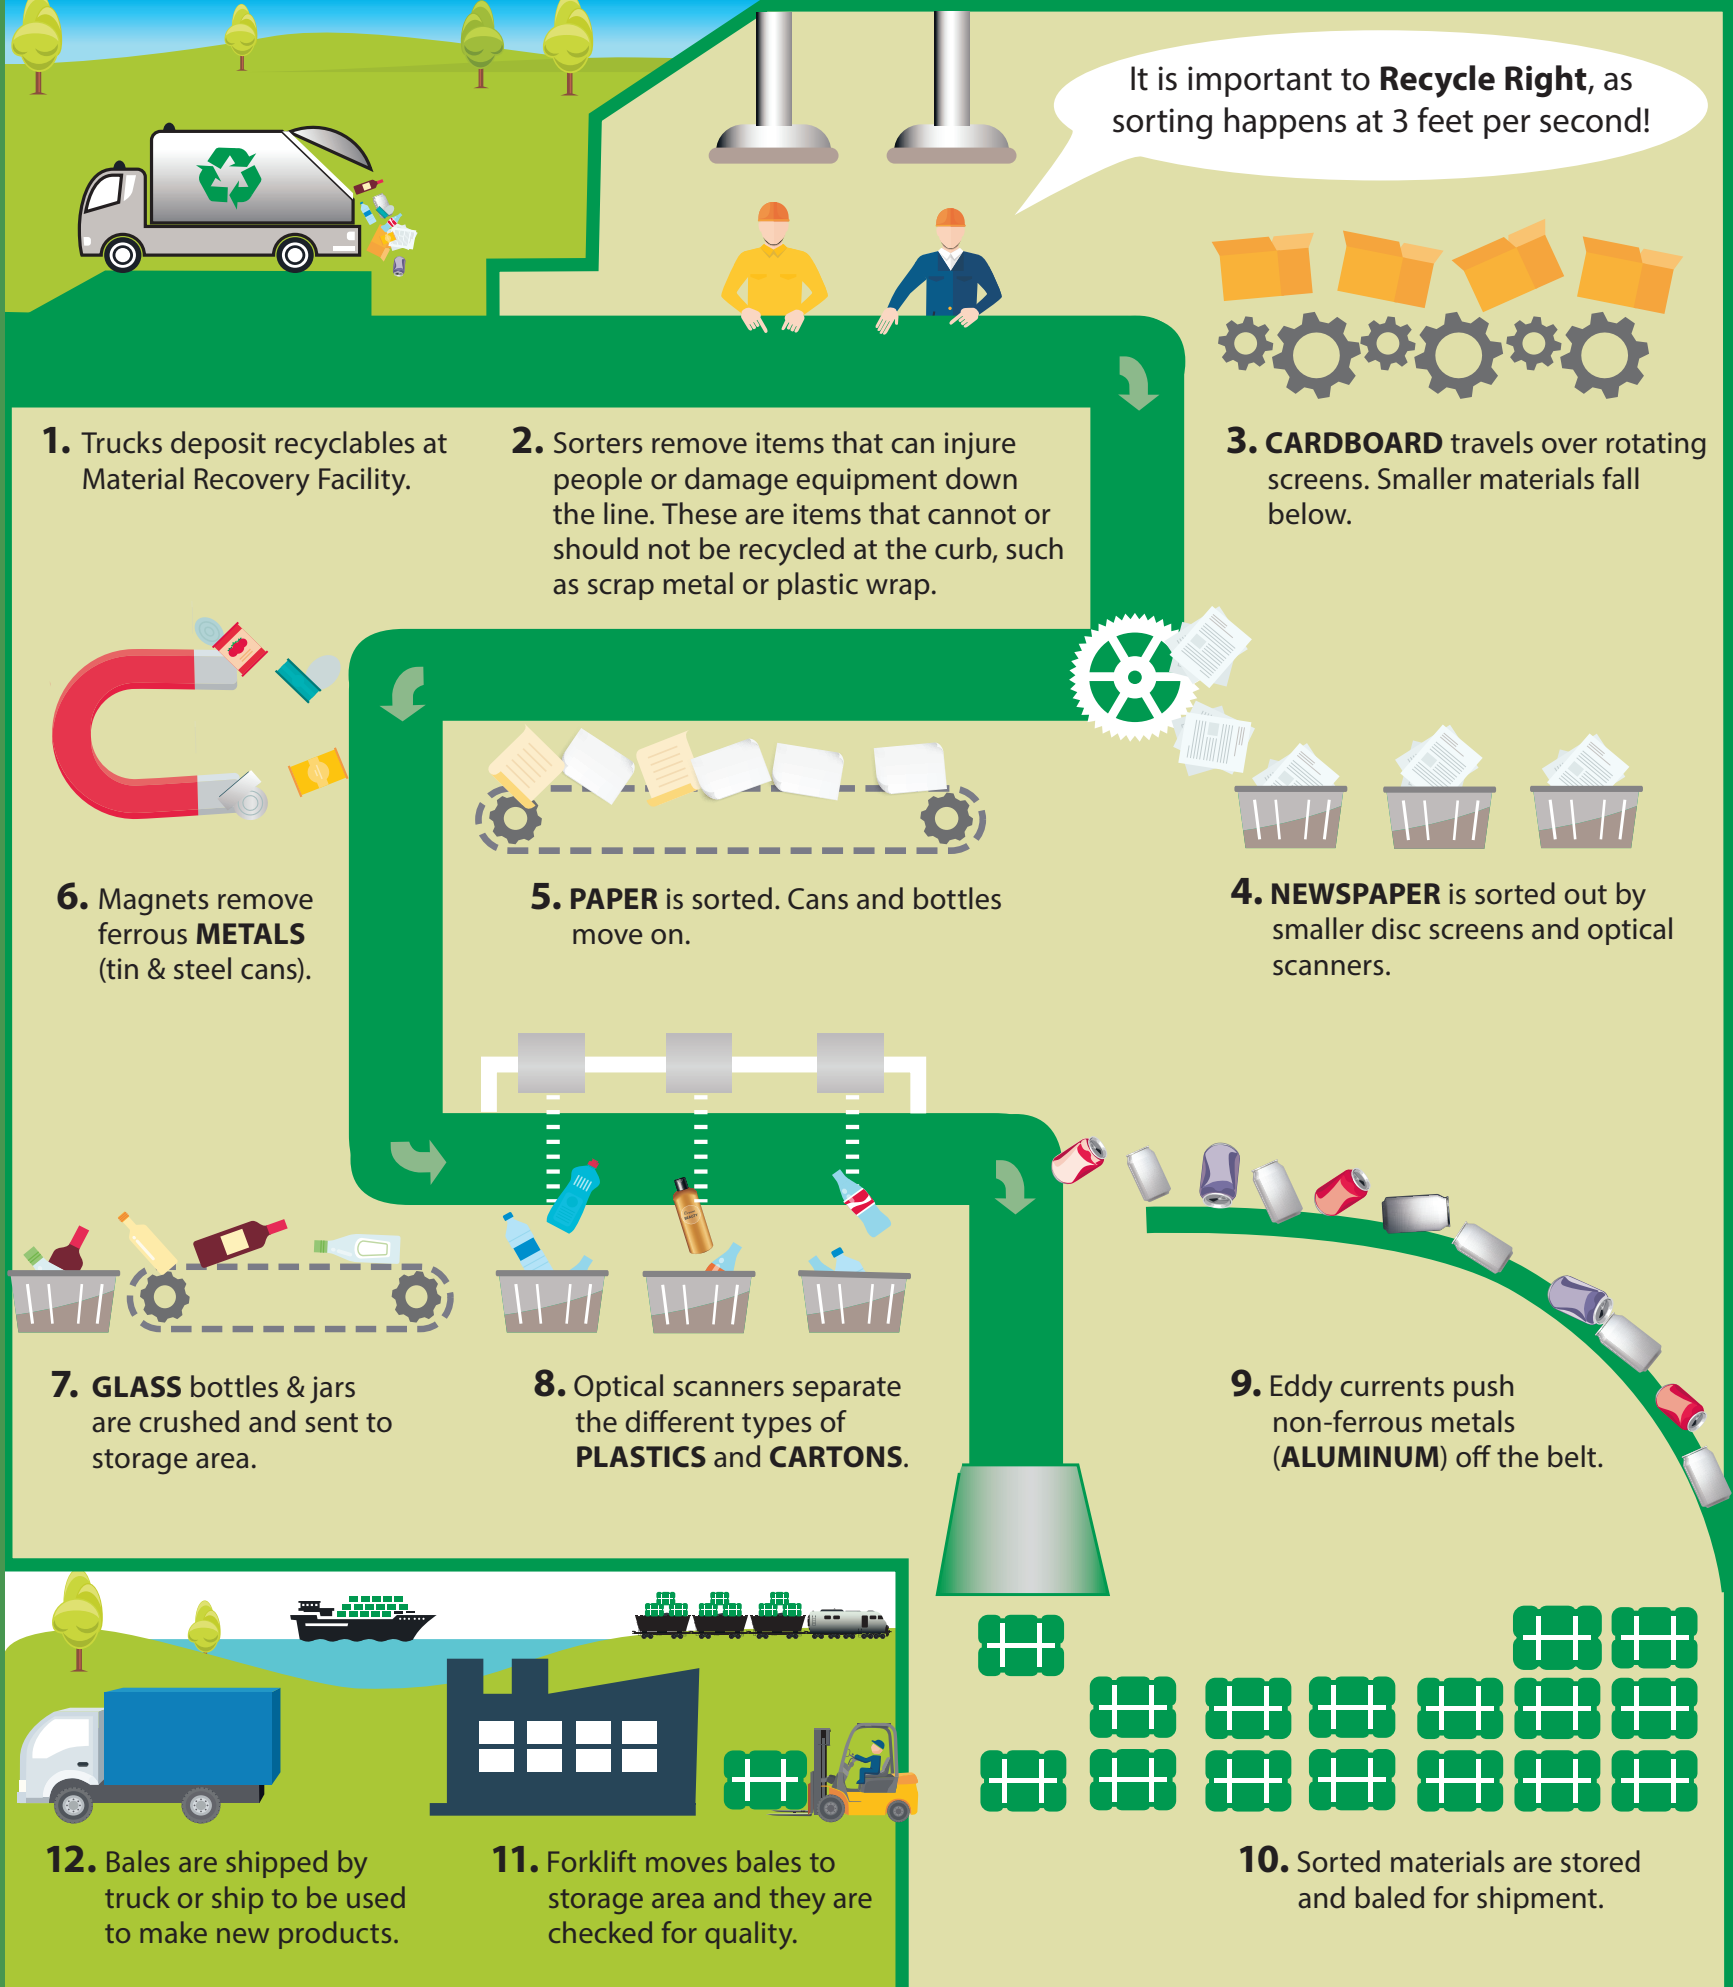 It is important to Recycle Right, as
sorting happens at 3 feet per second!
1. Trucks deposit recyclables at
Material Recovery Facility.
2. Sorters remove items that can injure
people or damage equipment down
the line. These are items that cannot or
should not be recycled at the curb, such
as scrap metal or plastic wrap.
3. CARDBOARD travels over rotating
screens. Smaller materials fall
below.
4. NEWSPAPER is sorted out by
smaller disc screens and optical
scanners.
5. PAPER is sorted. Cans and bottles
move on.
6. Magnets remove
ferrous METALS
(tin & steel cans).
7. GLASS bottles & jars
are crushed and sent to
storage area.
8. Optical scanners separate
the different types of
PLASTICS and CARTONS.
9. Eddy currents push
non-ferrous metals
(ALUMINUM) off the belt.
10. Sorted materials are stored
and baled for shipment.
11. Forklift moves bales to
storage area and they are
checked for quality.
12. Bales are shipped by
truck or ship to be used
to make new products.